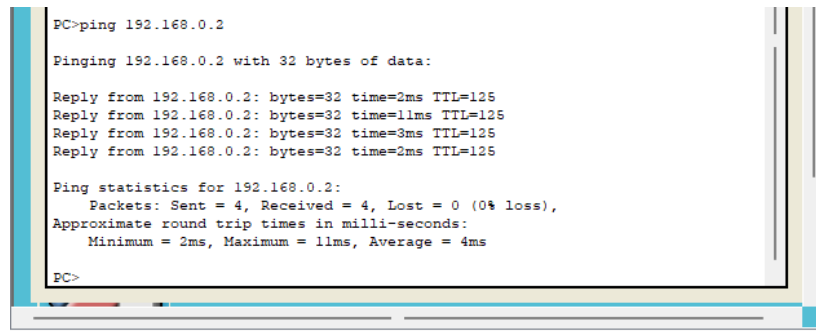 PC>ping 192.168.0.2
Pinging 192.168.0.2 with 32 bytes of data:
Reply from 192.168.0.2: bytes=32 time=2ms TTL=125
Reply from 192.168.0.2: bytes=32 time=11ms TTL=125
Reply from 192.168.0.2: bytes=32 time=3ms TTL=125
Reply from 192.168.0.2: bytes=32 time=2ms TTL=125
Ping statistics for 192.168.0.2:
    Packets: Sent = 4, Received = 4, Lost = 0 (0% loss),
Approximate round trip times in milli-seconds:
    Minimum = 2ms, Maximum = 11ms, Average = 4ms
PC>